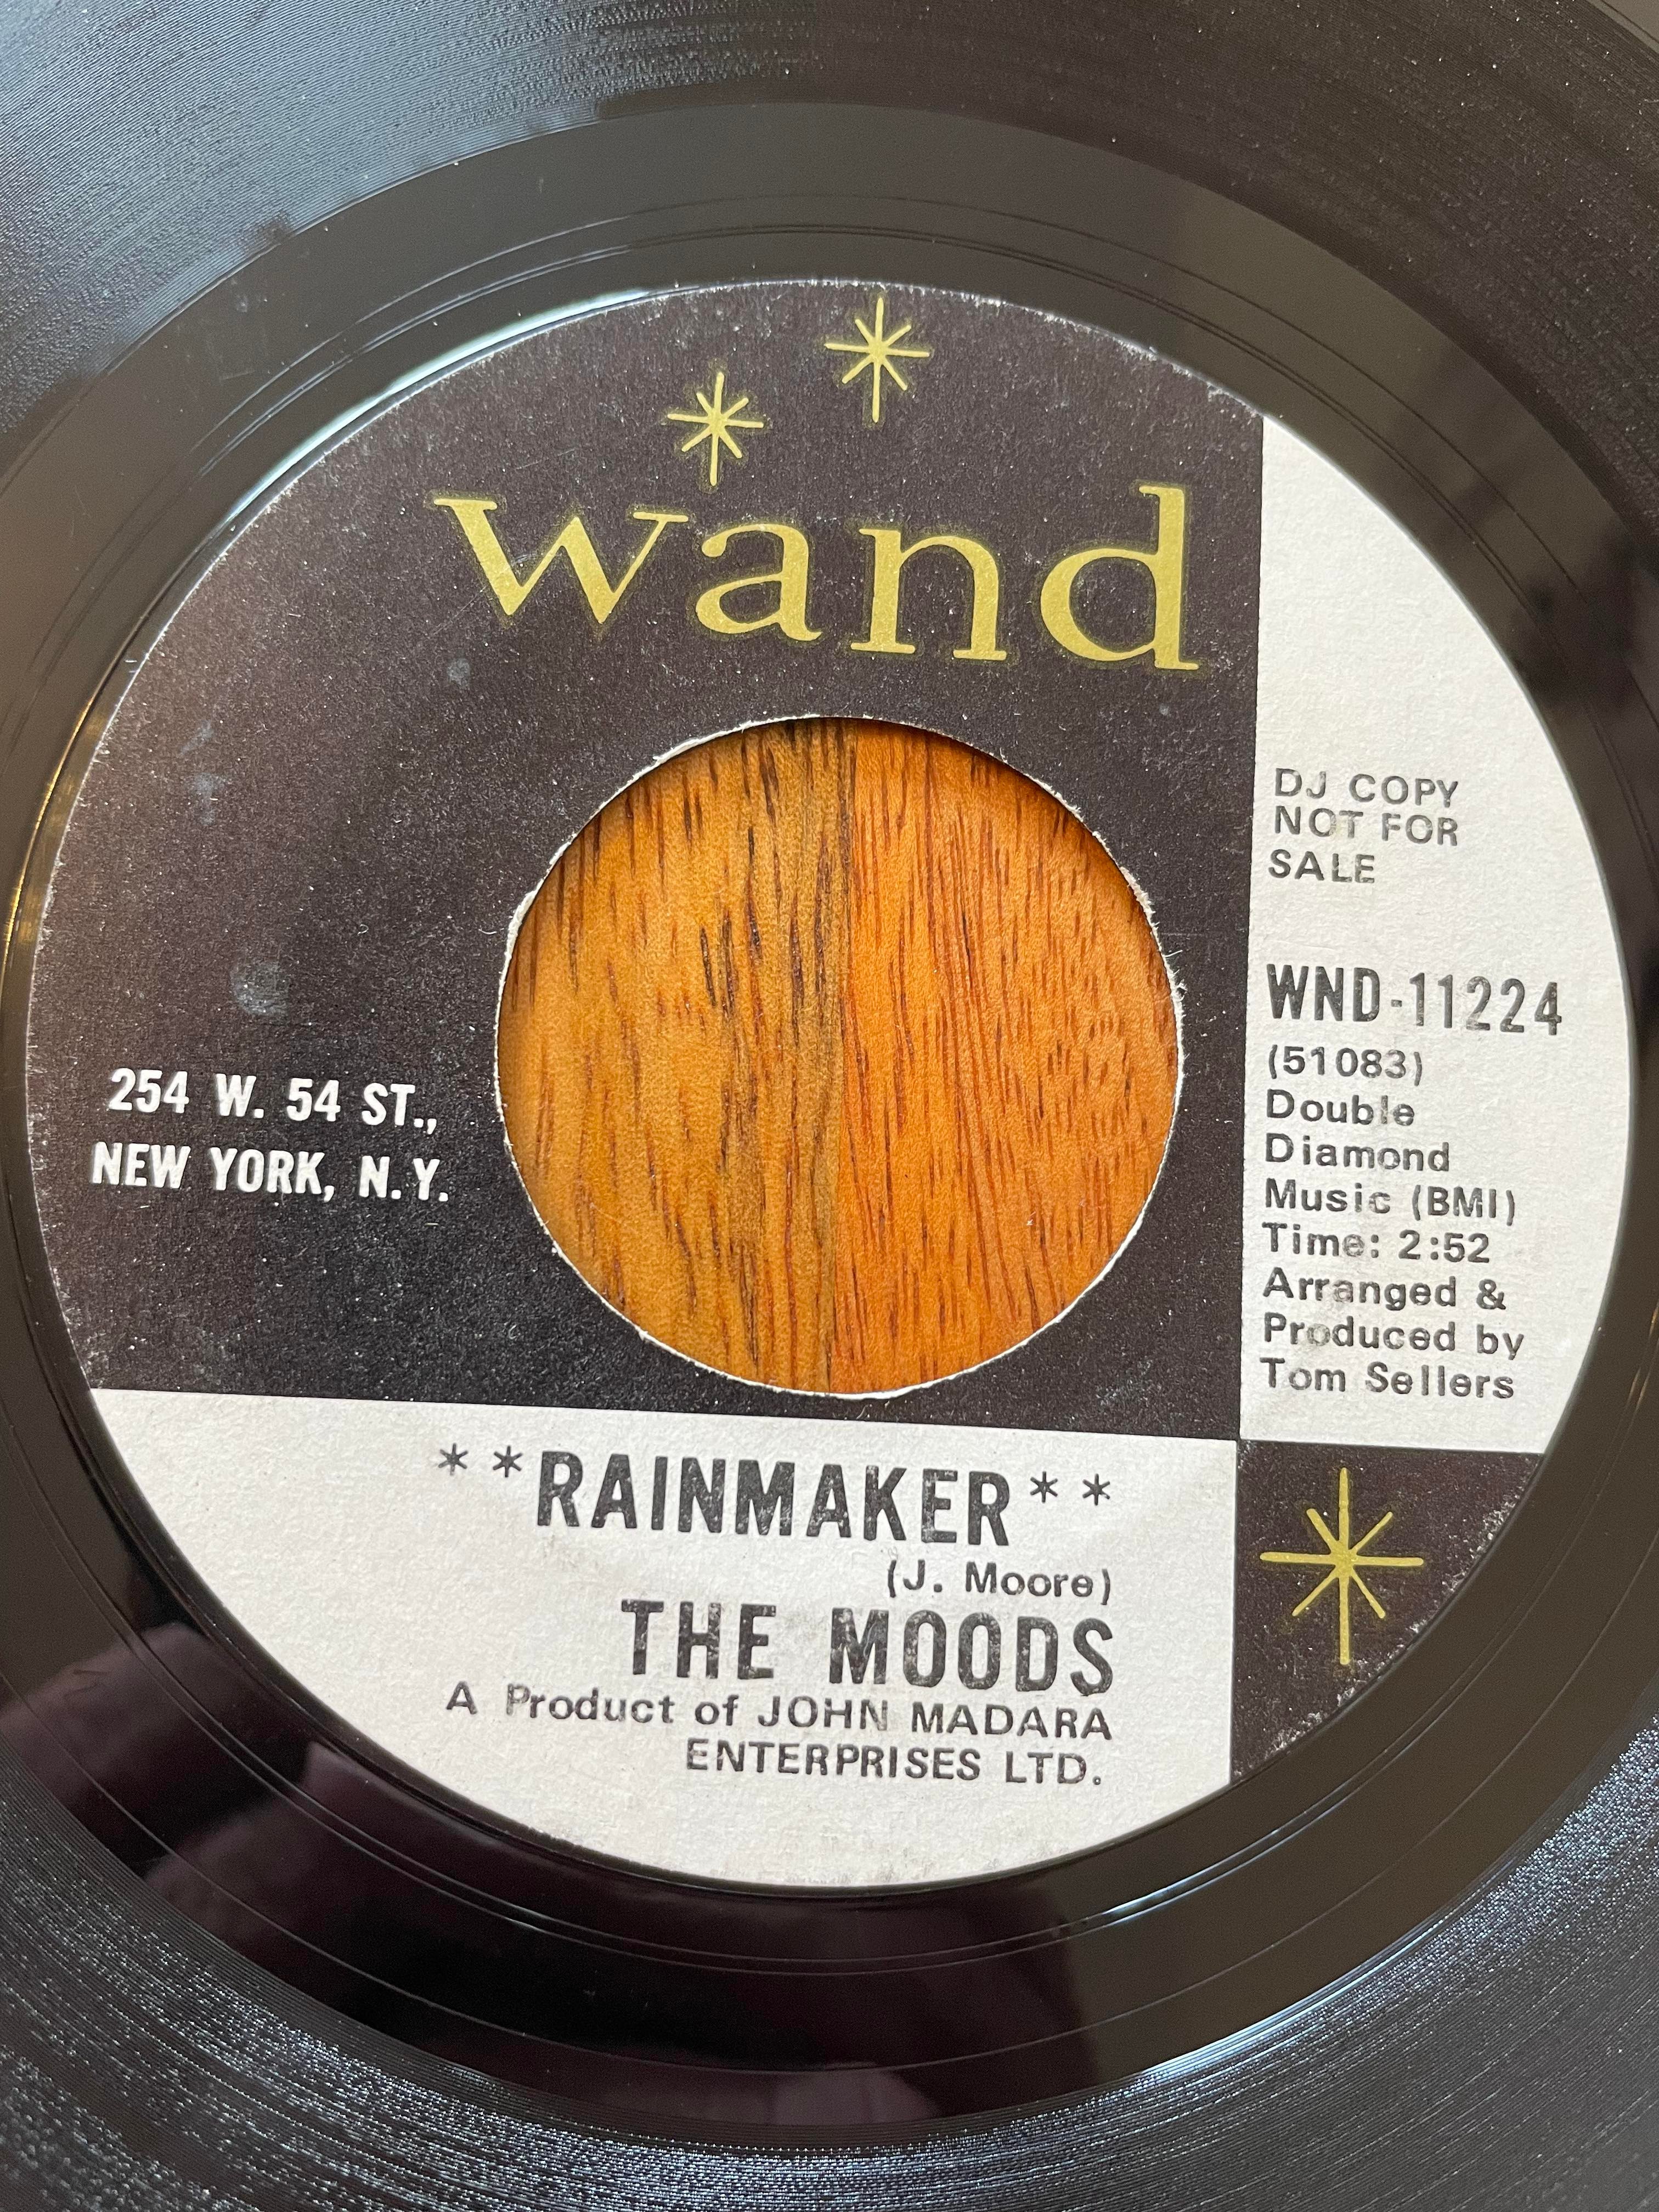 wand
DJ COPY
NOT FOR
SALE
WND-11224
(51083)
Double
Diamond
Music (BMI)
Time: 2:52
Arranged &
Produced by
Tom Sellers
254 W. 54 ST.,
NEW YORK, N.Y.
**RAINMAKER**
(J. Moore)
THE MOODS
A Product of JOHN MADARA
ENTERPRISES LTD.